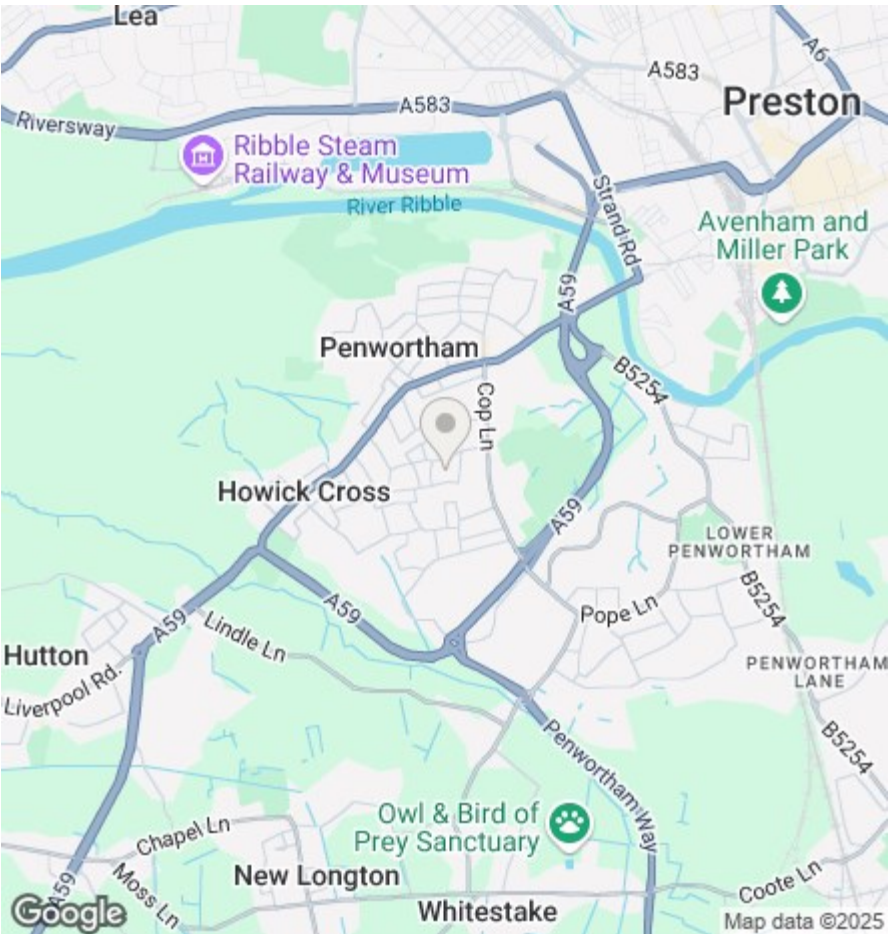 Lea
A6
A583
Preston
A583
Riversway
Ribble Steam
Railway & Museum
River Ribble
Strand Rd
Avenham and
Miller Park
A59
Penwortham
B5254
Cop Ln
Howick Cross
A59
LOWER
PENWORTHAM
A59
A59
B5254
Pope Ln
Lindle Ln
Hutton
PENWORTHAM
LANE
Liverpool Rd.
B5254
Penwortham Way
Owl & Bird of
Prey Sanctuary
Chapel Ln
A59
Moss Ln
New Longton
Coote Ln
Whitestake
Google
Map data ©2025